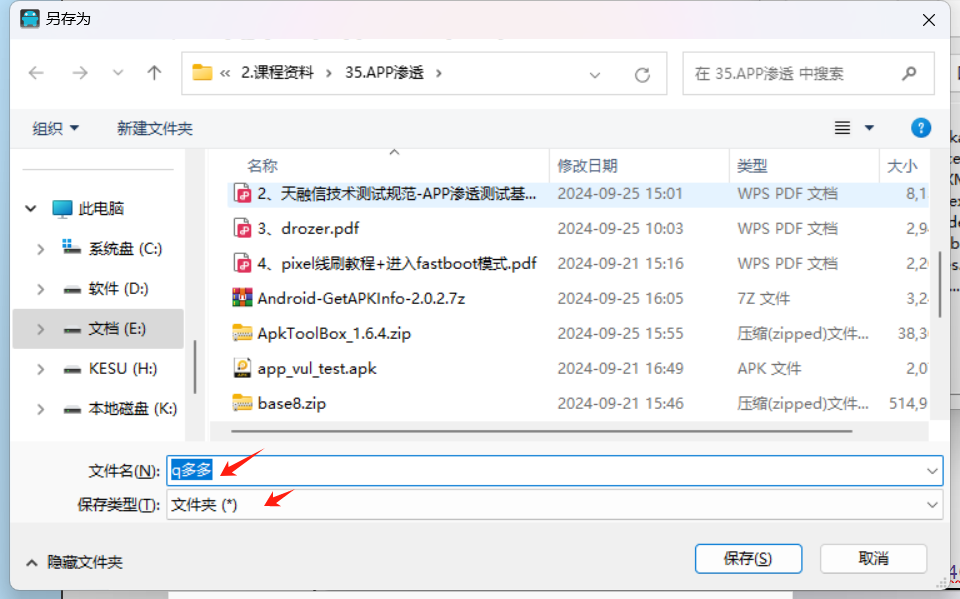 另存为
« 2.课程资料 › 35.APP渗透 ›
在 35.APP渗透 中搜索
组织 新建文件夹
名称 修改日期 类型 大小
此电脑
系统盘 (C:)
软件 (D:)
文档 (E:)
KESU (H:)
本地磁盘 (K:)
2、天融信技术测试规范-APP渗透测试基... 2024-09-25 15:01 WPS PDF 文档 8,1
3、drozer.pdf 2024-09-25 10:03 WPS PDF 文档 2,9
4、pixel线刷教程+进入fastboot模式.pdf 2024-09-21 15:16 WPS PDF 文档 2,2
Android-GetAPKInfo-2.0.2.7z 2024-09-25 16:05 7Z 文件 3,2
ApkToolBox_1.6.4.zip 2024-09-25 15:55 压缩(zipped)文件... 38,3
app_vul_test.apk 2024-09-21 16:49 APK 文件 2,0
base8.zip 2024-09-21 15:46 压缩(zipped)文件... 514,9
文件名(N): q多多
保存类型(T): 文件夹 (*)
隐藏文件夹
保存(S) 取消